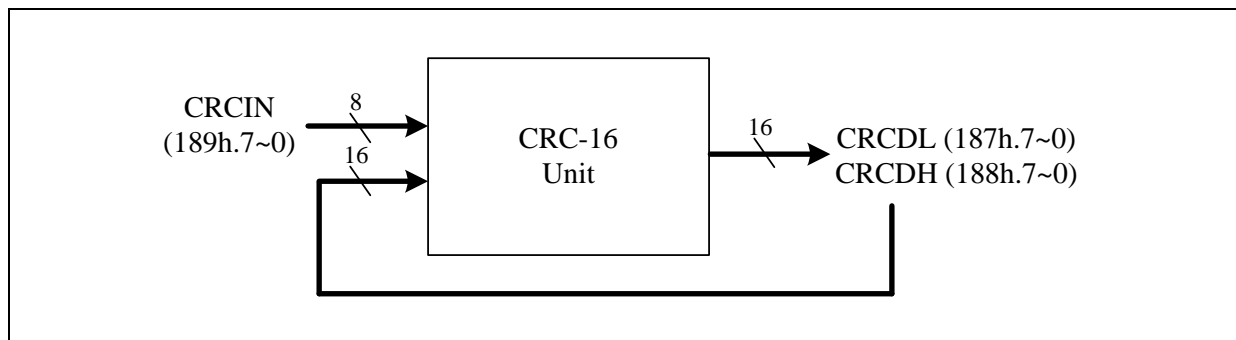 CRCIN
(189h.7~0)
8
16
CRC-16
Unit
16
CRCDL (187h.7~0)
CRCDH (188h.7~0)